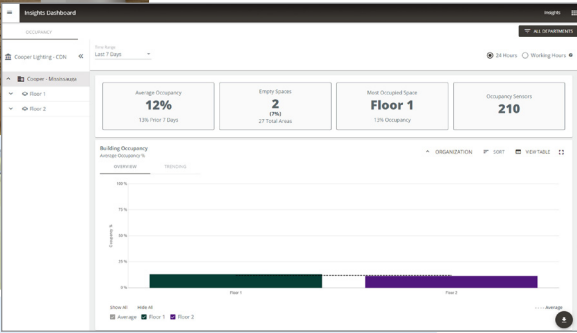 Insights Dashboard
Insights
OCCUPANCY
ALL DEPARTMENTS
Cooper Lighting - CDN
Time Range
Last 7 Days
24 Hours
Working Hours
Cooper - Mississauga
Floor 1
Floor 2
Average Occupancy
12%
13% Prior 7 Days
Empty Spaces
2
(7%)
27 Total Areas
Most Occupied Space
Floor 1
13% Occupancy
Occupancy Sensors
210
Building Occupancy
Average Occupancy %
ORGANIZATION
SORT
VIEW TABLE
OVERVIEW
TRENDING
100 %
75 %
50 %
25 %
0 %
Occupancy %
Floor 1
Floor 2
Show All
Hide All
Average
Average
Floor 1
Floor 2